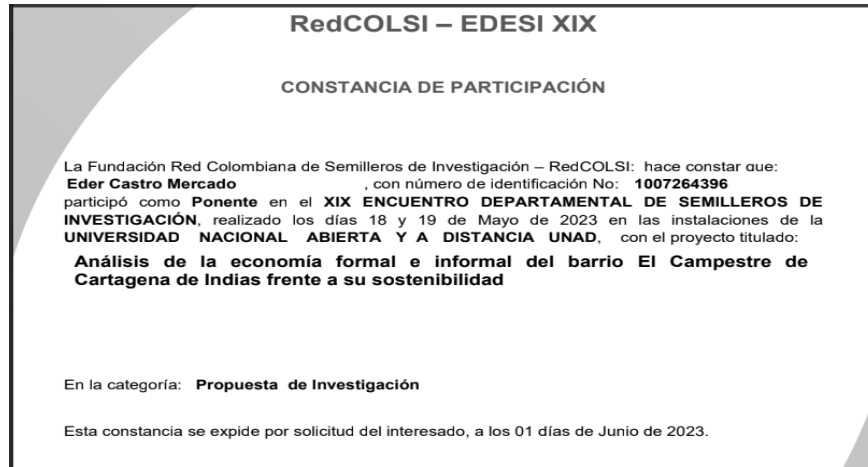 RedCOLSI – EDESI XIX
CONSTANCIA DE PARTICIPACIÓN
La Fundación Red Colombiana de Semilleros de Investigación – RedCOLSI: hace constar que:
Eder Castro Mercado , con número de identificación No: 1007264396
participó como Ponente en el XIX ENCUENTRO DEPARTAMENTAL DE SEMILLEROS DE
INVESTIGACIÓN, realizado los días 18 y 19 de Mayo de 2023 en las instalaciones de la
UNIVERSIDAD NACIONAL ABIERTA Y A DISTANCIA UNAD, con el proyecto titulado:
Análisis de la economía formal e informal del barrio El Campestre de
Cartagena de Indias frente a su sostenibilidad
En la categoría: Propuesta de Investigación
Esta constancia se expide por solicitud del interesado, a los 01 días de Junio de 2023.